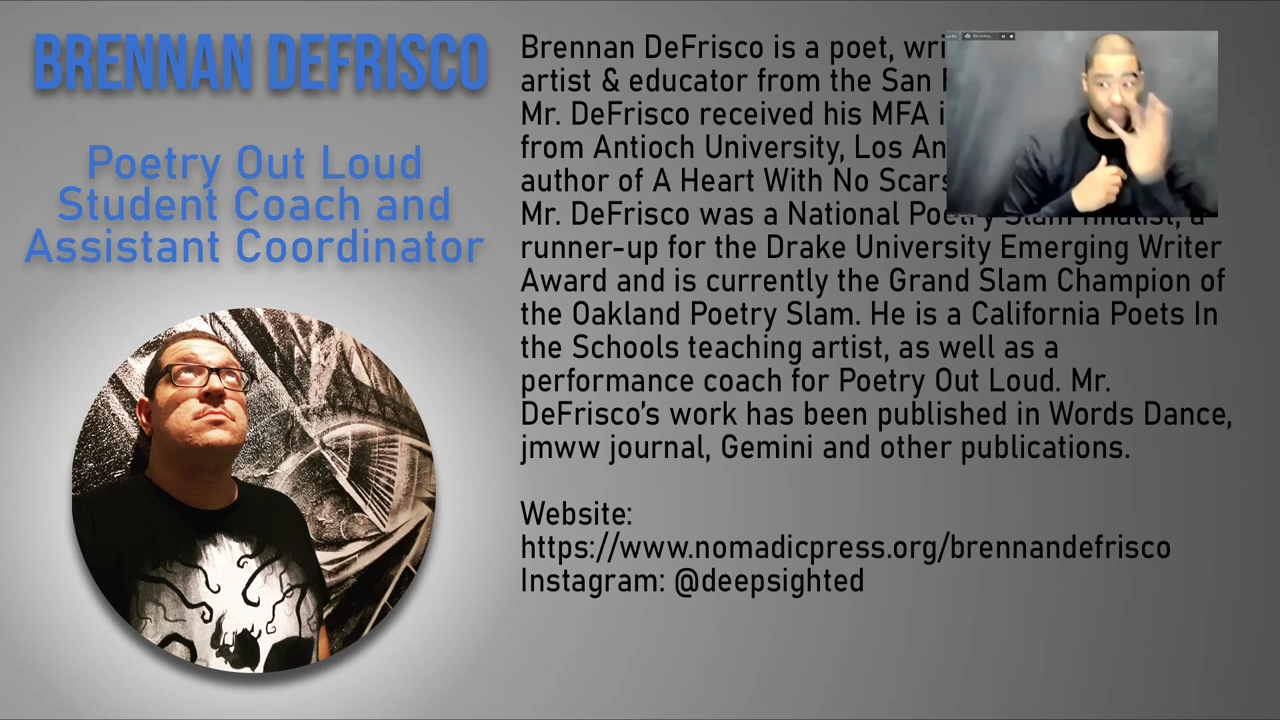 BRENNAN DEFRISCO
Poetry Out Loud
Student Coach and
Assistant Coordinator
Brennan DeFrisco is a poet,
artist & educator from the San
Mr. DeFrisco received his MFA
from Antioch University, Los
author of A Heart With No Scars
Mr. DeFrisco was a National Poetry Slam finalist, a
runner-up for the Drake University Emerging Writer
Award and is currently the Grand Slam Champion of
the Oakland Poetry Slam. He is a California Poets In
the Schools teaching artist, as well as a
performance coach for Poetry Out Loud. Mr.
DeFrisco's work has been published in Words Dance,
jmww journal, Gemini and other publications.
Website:
https://www.nomadicpress.org/brennandefrisco
Instagram: @deepsighted